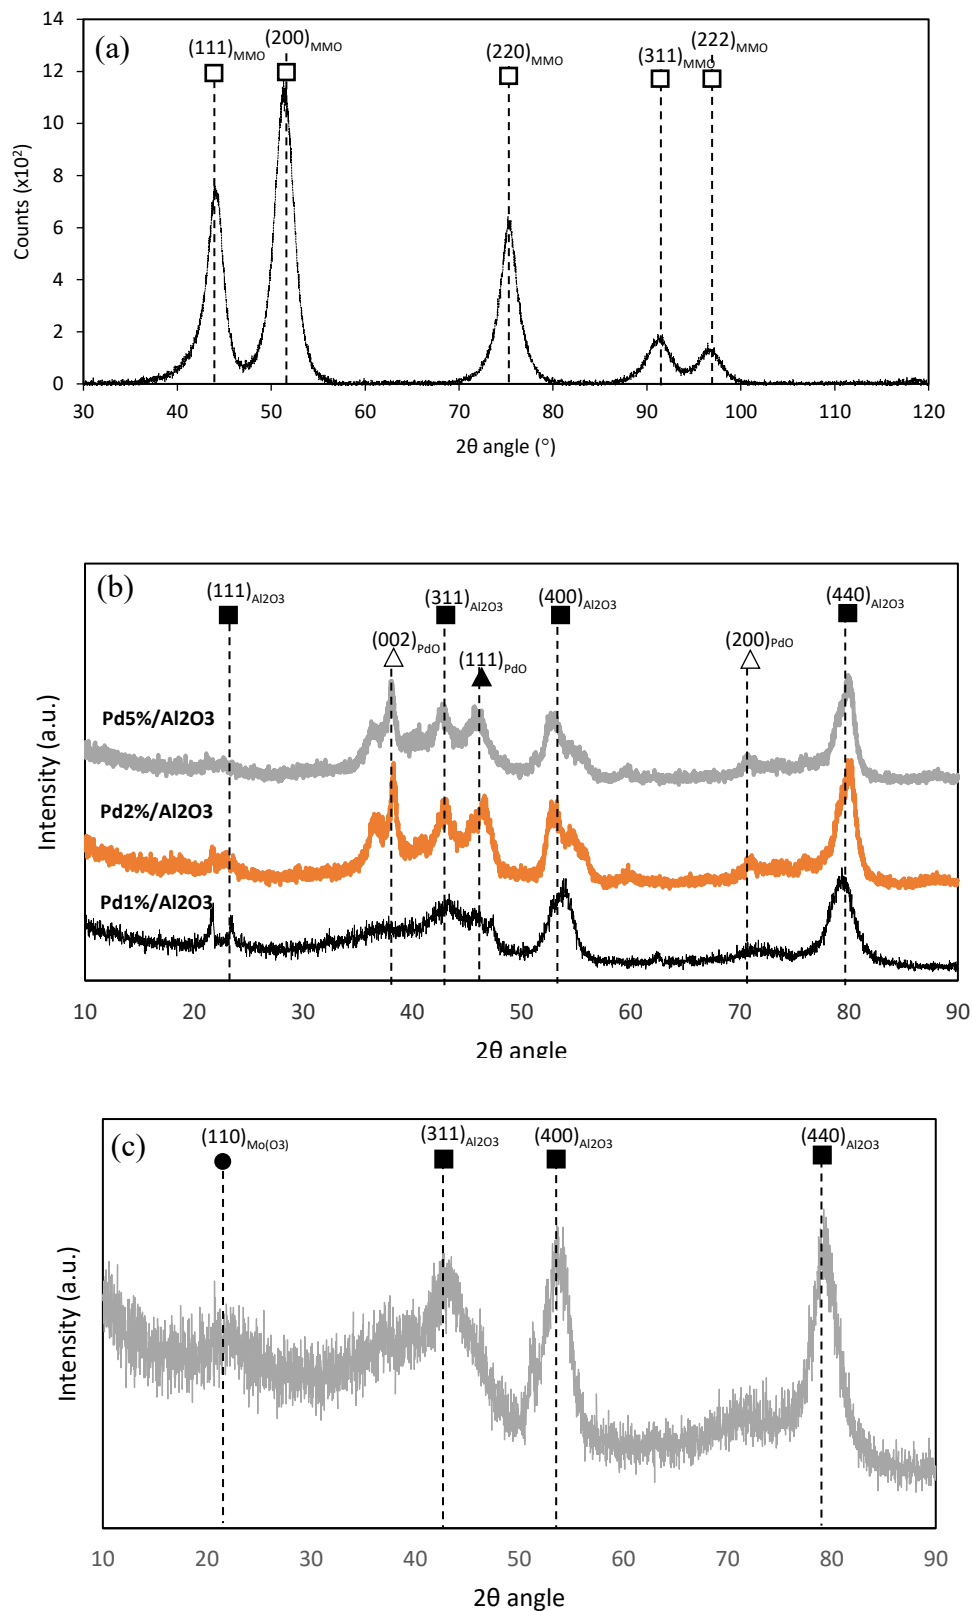 (a)
(111)MMO
(200)MMO
(220)MMO
(311)MMO
(222)MMO
14
12
10
8
6
4
2
0
Counts (x10²)
30 40 50 60 70 80 90 100 110 120
2θ angle (°)
(b)
(111)Al2O3
(311)Al2O3
(400)Al2O3
(440)Al2O3
(002)PdO
(111)PdO
(200)PdO
Pd5%/Al2O3
Pd2%/Al2O3
Pd1%/Al2O3
Intensity (a.u.)
10 20 30 40 50 60 70 80 90
2θ angle
(c)
(110)Mo(O3)
(311)Al2O3
(400)Al2O3
(440)Al2O3
Intensity (a.u.)
10 20 30 40 50 60 70 80 90
2θ angle